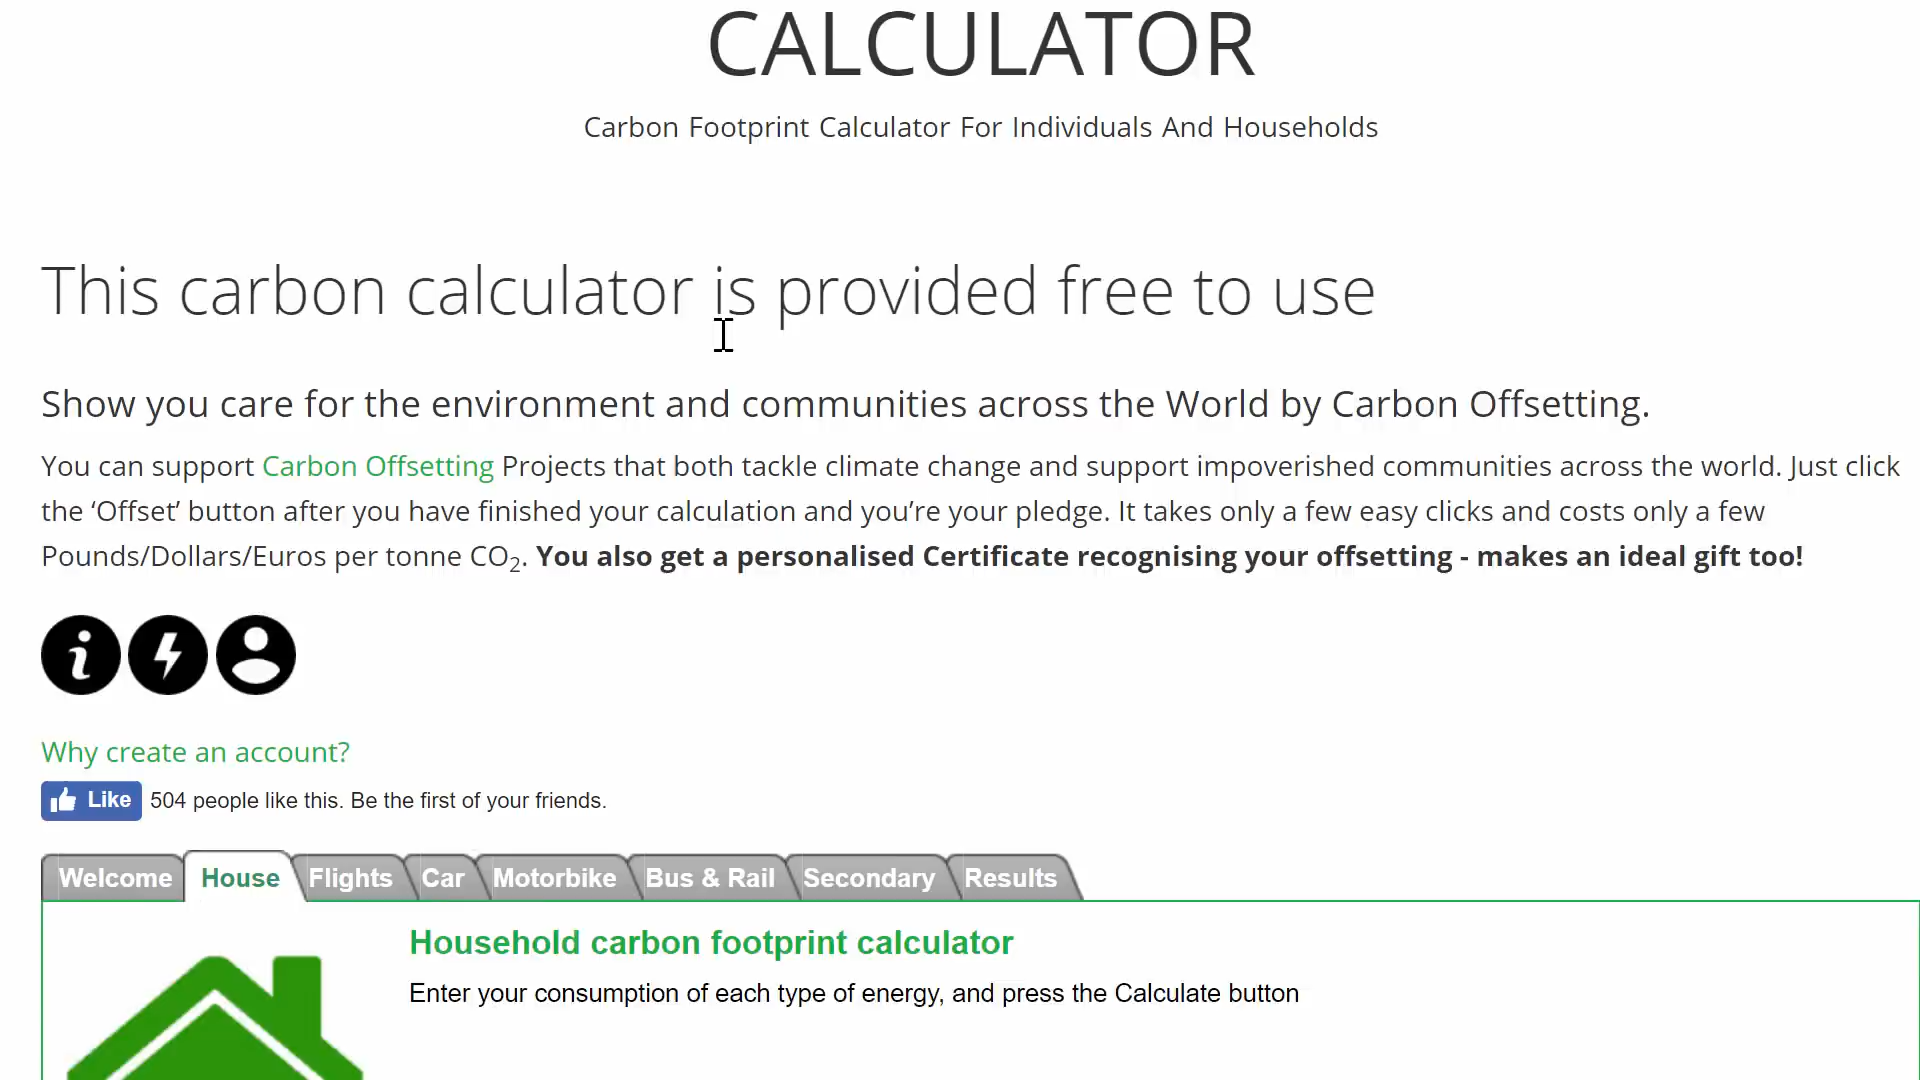 CALCULATOR
Carbon Footprint Calculator For Individuals And Households
This carbon calculator is provided free to use
Show you care for the environment and communities across the World by Carbon Offsetting.
You can support Carbon Offsetting Projects that both tackle climate change and support impoverished communities across the world. Just click
the ‘Offset’ button after you have finished your calculation and you’re your pledge. It takes only a few easy clicks and costs only a few
Pounds/Dollars/Euros per tonne CO₂. You also get a personalised Certificate recognising your offsetting - makes an ideal gift too!
Why create an account?
Like 504 people like this. Be the first of your friends.
Welcome House Flights Car Motorbike Bus & Rail Secondary Results
Household carbon footprint calculator
Enter your consumption of each type of energy, and press the Calculate button